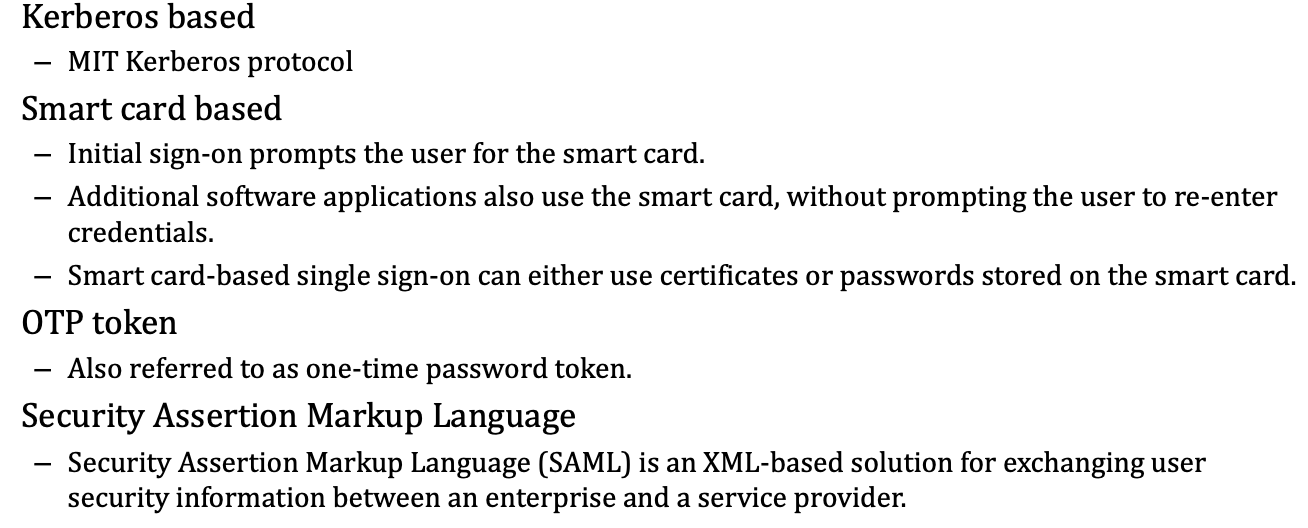 Kerberos based
– MIT Kerberos protocol
Smart card based
– Initial sign-on prompts the user for the smart card.
– Additional software applications also use the smart card, without prompting the user to re-enter
credentials.
– Smart card-based single sign-on can either use certificates or passwords stored on the smart card.
OTP token
– Also referred to as one-time password token.
Security Assertion Markup Language
– Security Assertion Markup Language (SAML) is an XML-based solution for exchanging user
security information between an enterprise and a service provider.